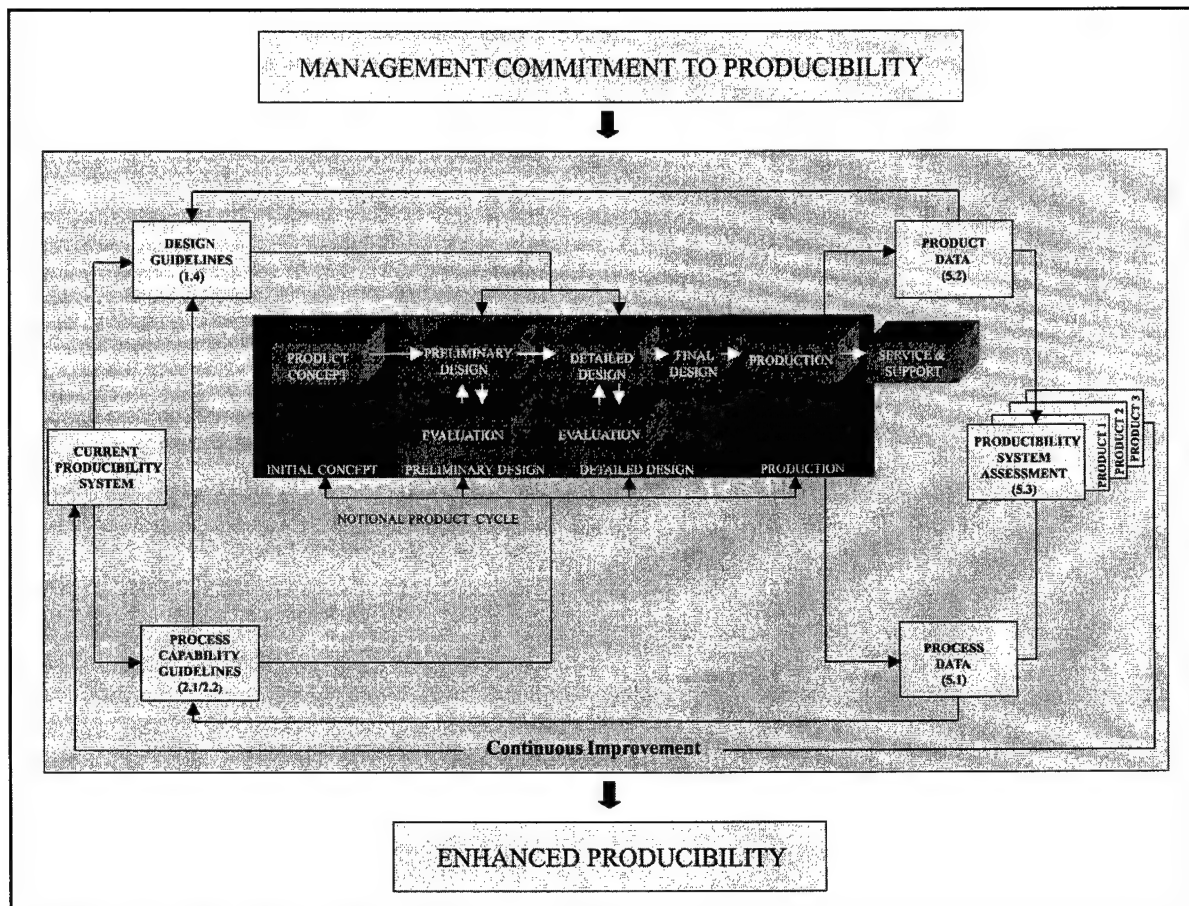 MANAGEMENT COMMITMENT TO PRODUCIBILITY
DESIGN
GUIDELINES
(1.4)
PRODUCT
DATA
(5.2)
PRODUCT
CONCEPT
PRELIMINARY
DESIGN
DETAILED
DESIGN
FINAL
DESIGN
PRODUCTION
SERVICE &
SUPPORT
EVALUATION
EVALUATION
INITIAL CONCEPT
PRELIMINARY DESIGN
DETAILED DESIGN
PRODUCTION
NOTIONAL PRODUCT CYCLE
CURRENT
PRODUCIBILITY
SYSTEM
PRODUCIBILITY
SYSTEM
ASSESSMENT
(5.3)
PRODUCT 1
PRODUCT 2
PRODUCT 3
PROCESS
CAPABILITY
GUIDELINES
(2.1/2.2)
PROCESS
DATA
(5.1)
Continuous Improvement
ENHANCED PRODUCIBILITY